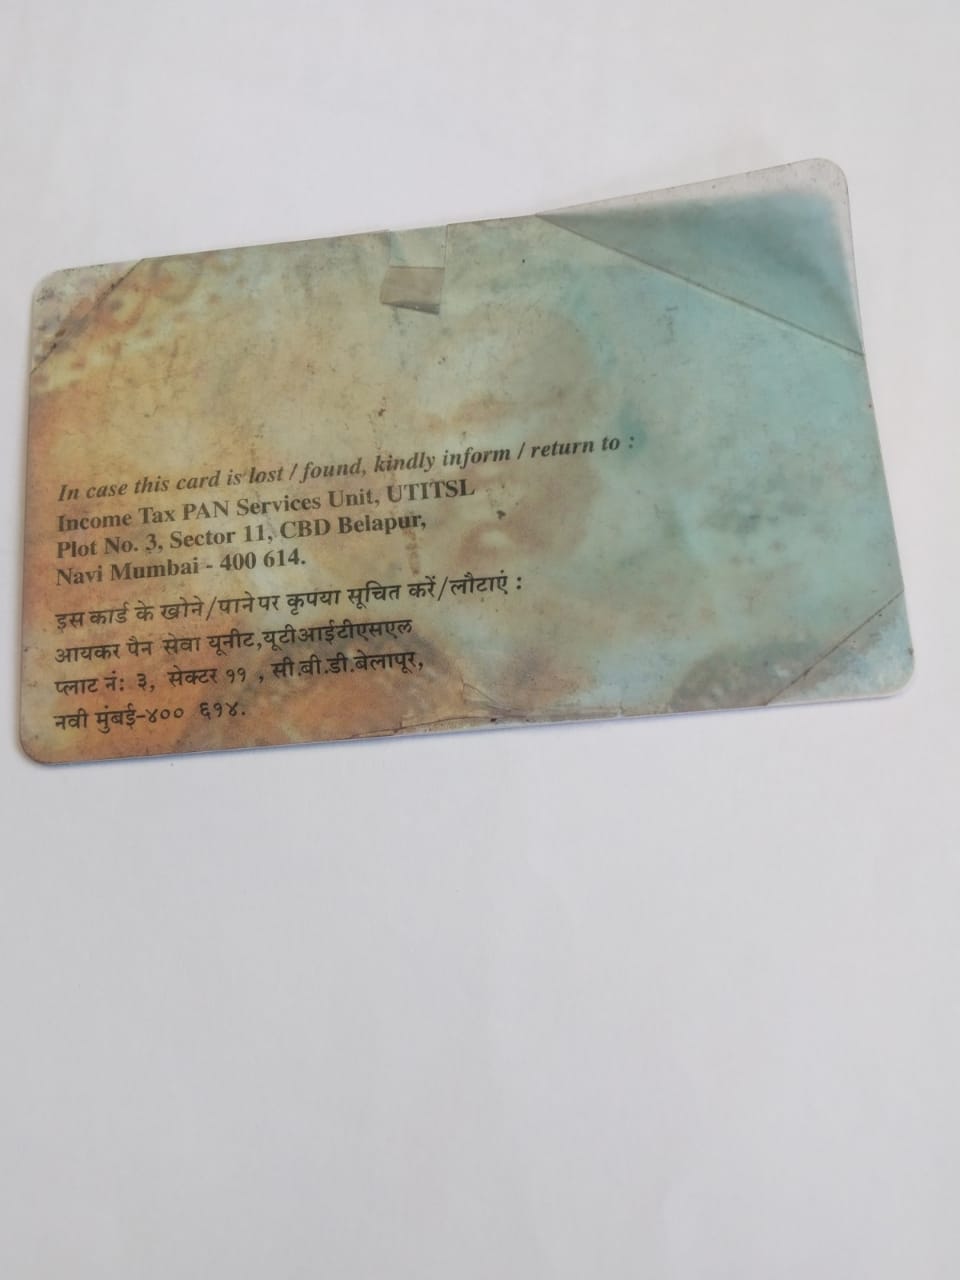 In case this card is lost / found, kindly inform / return to :
Income Tax PAN Services Unit, UTITSL
Plot No. 3, Sector 11, CBD Belapur,
Navi Mumbai - 400 614.
इस कार्ड के खोने/पाने पर कृपया सूचित करें/लौटाएं :
आयकर पैन सेवा यूनीट,यूटीआईटीएसएल
प्लाट नं: ३, सेक्टर ११ , सी.बी.डी.बेलापूर,
नवी मुंबई-४०० ६१४.